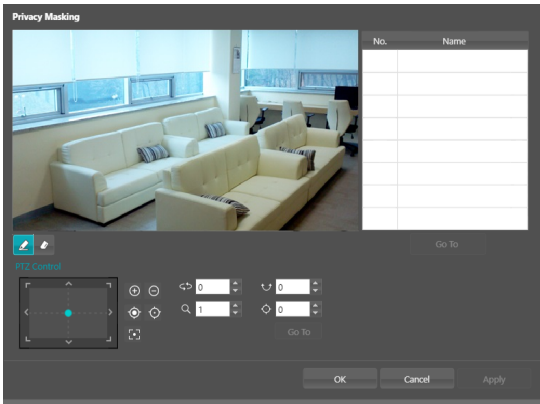 Privacy Masking
No. Name
Go To
PTZ Control
0 0
1 0
Go To
OK Cancel Apply